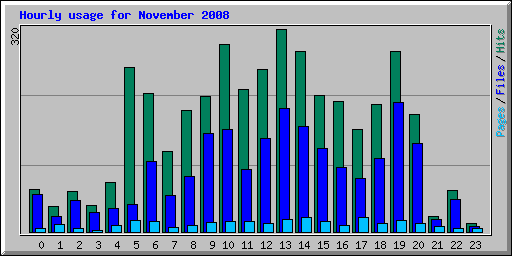 Hourly usage for November 2008
320
Pages / Files / Hits
0 1 2 3 4 5 6 7 8 9 10 11 12 13 14 15 16 17 18 19 20 21 22 23